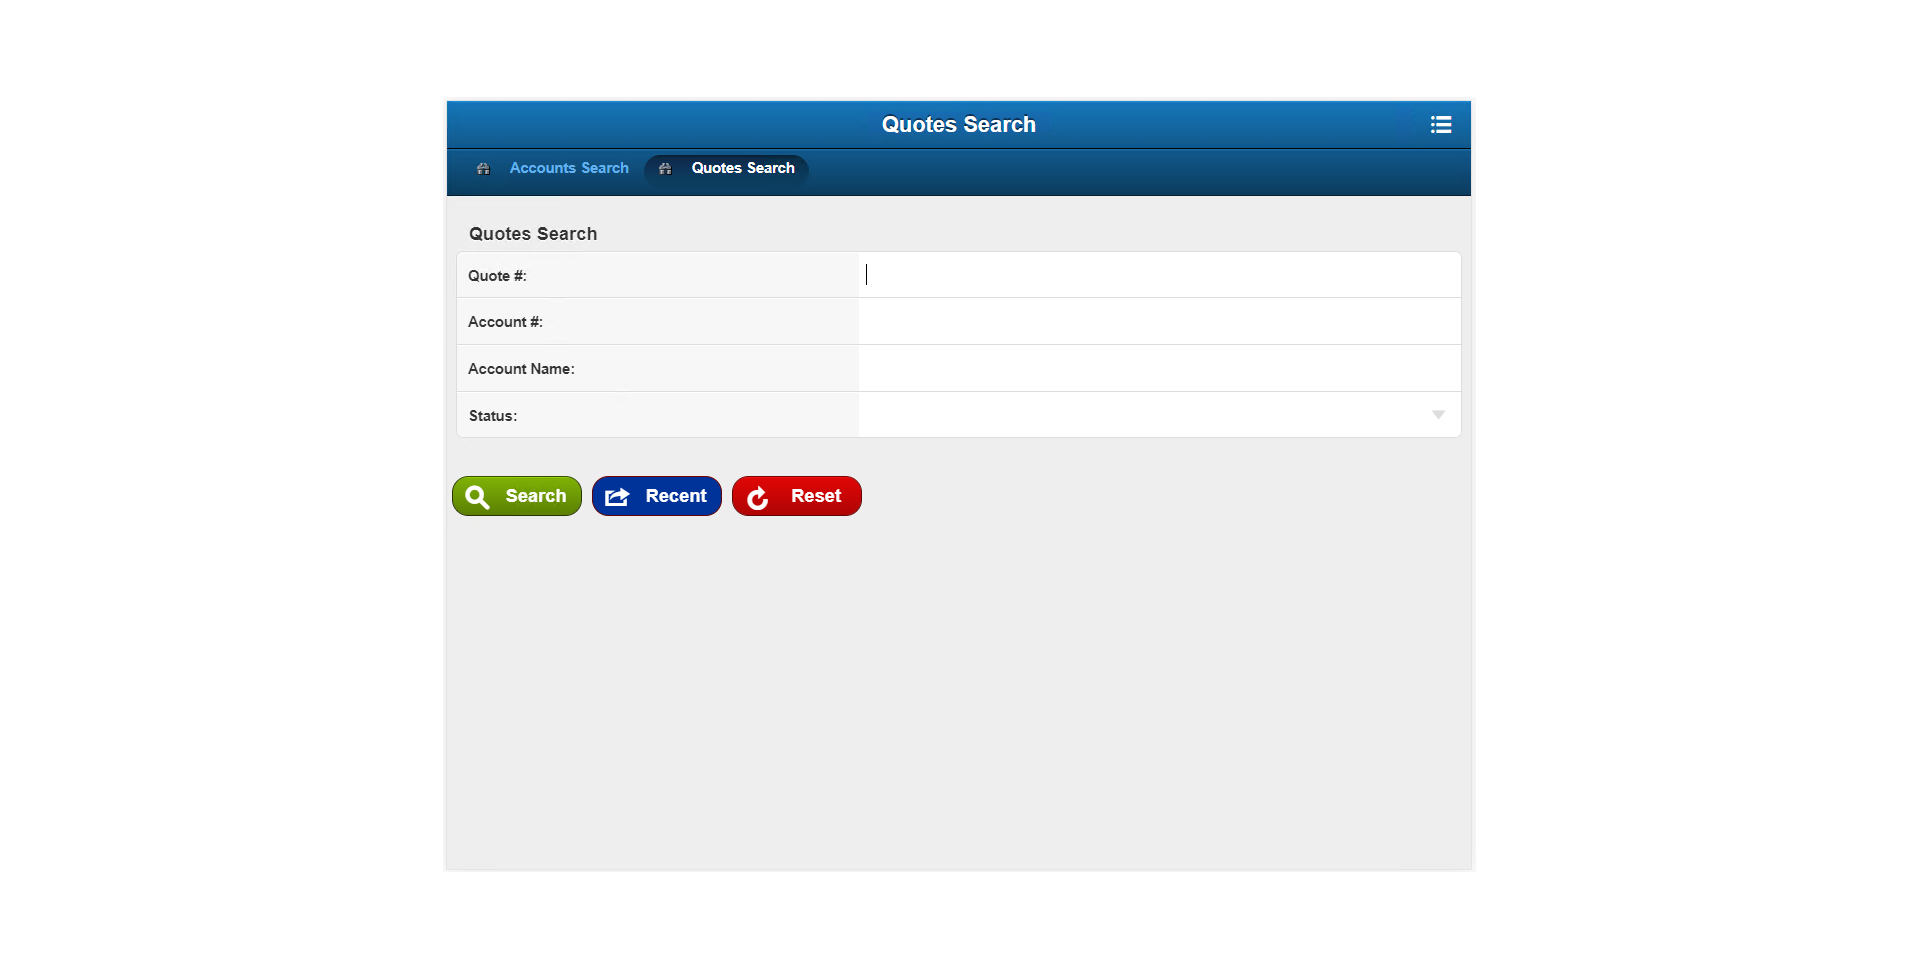 Quotes Search
Accounts Search Quotes Search
Quotes Search
Quote #:
Account #:
Account Name:
Status:
Search Recent Reset